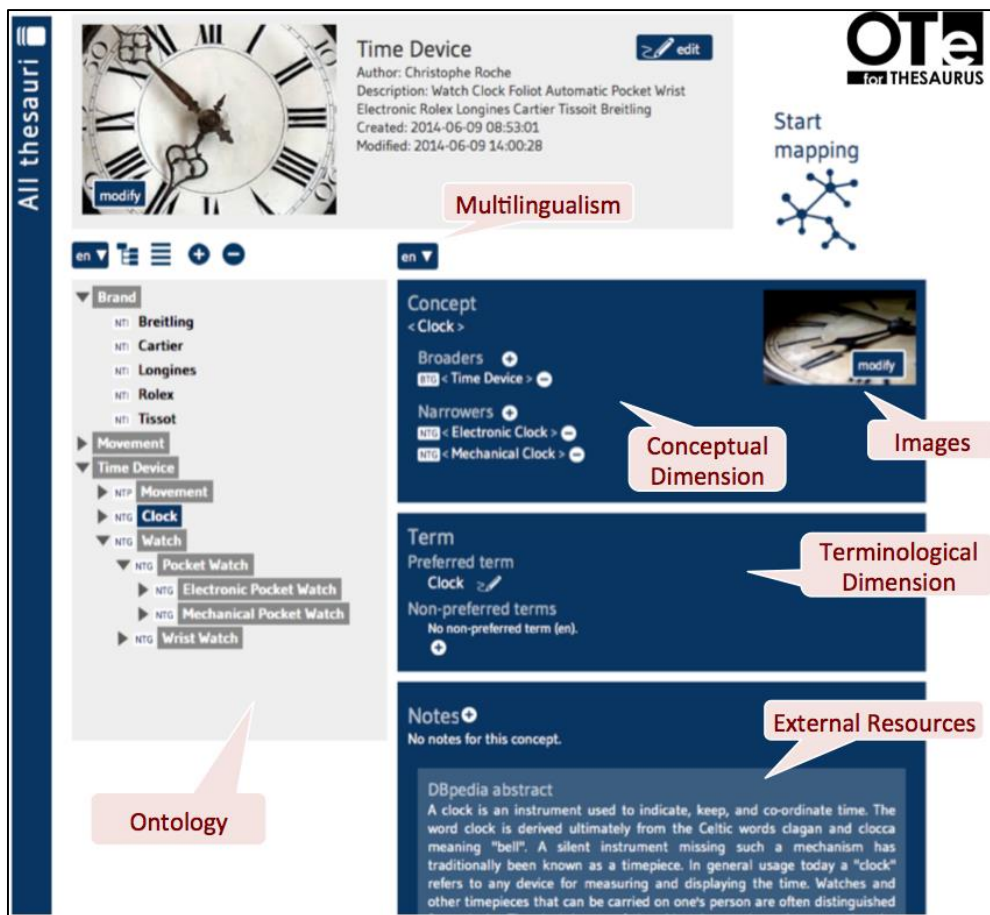 All thesauri
modify
Time Device
edit
Author: Christophe Roche
Description: Watch Clock Foliot Automatic Pocket Wrist
Electronic Rolex Longines Cartier Tissoit Breitling
Created: 2014-06-09 08:53:01
Modified: 2014-06-09 14:00:28
OTe
for THESAURUS
Start
mapping
Multilingualism
en
en
Brand
NTI Breitling
NTI Cartier
NTI Longines
NTI Rolex
NTI Tissot
Movement
Time Device
NTP Movement
NTG Clock
NTG Watch
NTG Pocket Watch
NTG Electronic Pocket Watch
NTG Mechanical Pocket Watch
NTG Wrist Watch
Ontology
Concept
< Clock >
Broaders
BTG < Time Device >
Narrowers
NTG < Electronic Clock >
NTG < Mechanical Clock >
modify
Conceptual
Dimension
Images
Term
Preferred term
Clock
Non-preferred terms
No non-preferred term (en).
Terminological
Dimension
Notes
No notes for this concept.
External Resources
DBpedia abstract
A clock is an instrument used to indicate, keep, and co-ordinate time. The
word clock is derived ultimately from the Celtic words clagan and clocca
meaning "bell". A silent instrument missing such a mechanism has
traditionally been known as a timepiece. In general usage today a "clock"
refers to any device for measuring and displaying the time. Watches and
other timepieces that can be carried on one's person are often distinguished